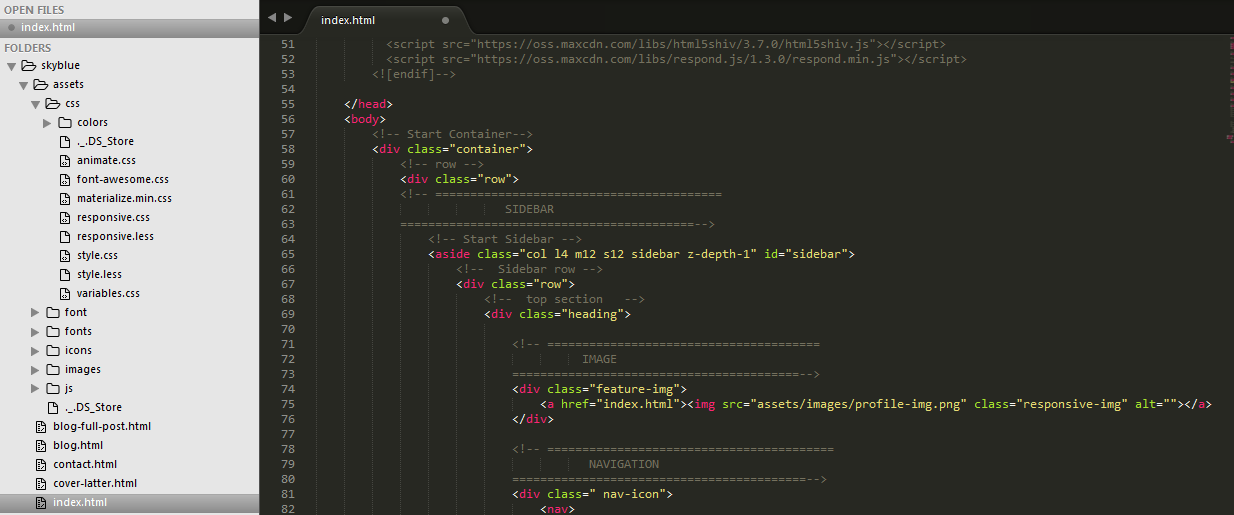 OPEN FILES
index.html
FOLDERS
skyblue
assets
css
colors
._.DS_Store
animate.css
font-awesome.css
materialize.min.css
responsive.css
responsive.less
style.css
style.less
variables.css
font
fonts
icons
images
js
._.DS_Store
blog-full-post.html
blog.html
contact.html
cover-latter.html
index.html
index.html
51 <script src="https://oss.maxcdn.com/libs/html5shiv/3.7.0/html5shiv.js"></script>
52 <script src="https://oss.maxcdn.com/libs/respond.js/1.3.0/respond.min.js"></script>
53 <![endif]-->
54
55 </head>
56 <body>
57 <!-- Start Container-->
58 <div class="container">
59 <!-- row -->
60 <div class="row">
61 <!-- =========================================
62 SIDEBAR
63 ==========================================-->
64 <!-- Start Sidebar -->
65 <aside class="col l4 m12 s12 sidebar z-depth-1" id="sidebar">
66 <!--  Sidebar row -->
67 <div class="row">
68 <!--  top section   -->
69 <div class="heading">
70
71 <!-- =======================================
72 IMAGE
73 =========================================-->
74 <div class="feature-img">
75 <a href="index.html"><img src="assets/images/profile-img.png" class="responsive-img" alt=""></a>
76 </div>
77
78 <!-- =========================================
79 NAVIGATION
80 ==========================================-->
81 <div class=" nav-icon">
82 <nav>